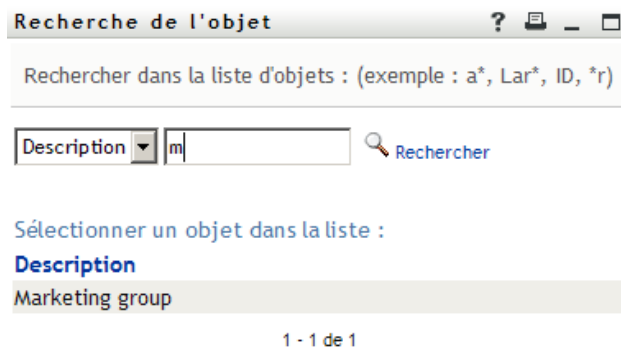 Recherche de l'objet ?
Rechercher dans la liste d'objets : (exemple : a*, Lar*, ID, *r)
Description m Rechercher
Sélectionner un objet dans la liste :
Description
Marketing group
1 - 1 de 1